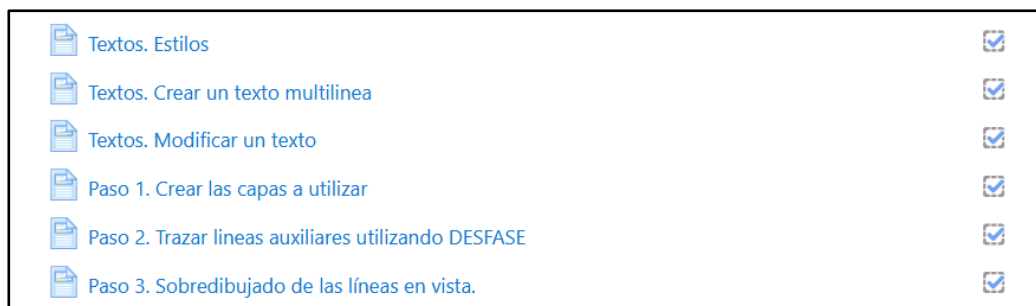 Textos. Estilos
Textos. Crear un texto multilinea
Textos. Modificar un texto
Paso 1. Crear las capas a utilizar
Paso 2. Trazar lineas auxiliares utilizando DESFASE
Paso 3. Sobredibujado de las líneas en vista.